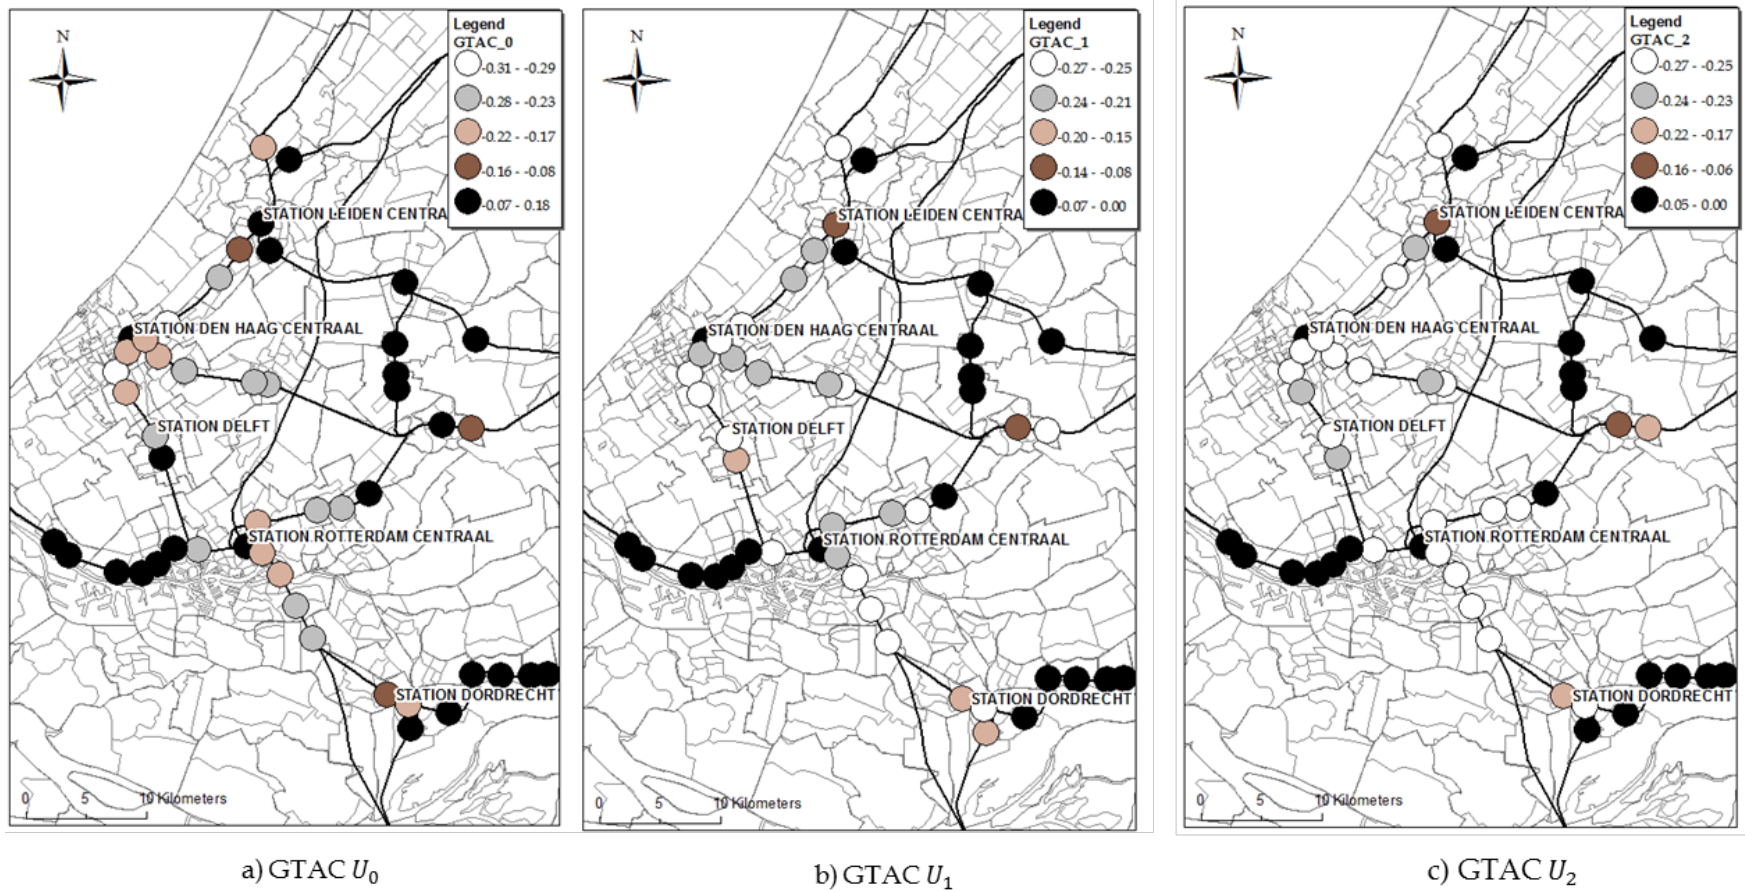 Legend
GTAC_0
-0.31 - -0.29
-0.28 - -0.23
-0.22 - -0.17
-0.16 - -0.08
-0.07 - 0.18
N
STATION LEIDEN CENTRA
STATION DEN HAAG CENTRAAL
STATION DELFT
STATION ROTTERDAM CENTRAAL
STATION DORDRECHT
0 5 10 Kilometers
a) GTAC U₀
Legend
GTAC_1
-0.27 - -0.25
-0.24 - -0.21
-0.20 - -0.15
-0.14 - -0.08
-0.07 - 0.00
N
STATION LEIDEN CENTRA
STATION DEN HAAG CENTRAAL
STATION DELFT
STATION ROTTERDAM CENTRAAL
STATION DORDRECHT
0 5 10 Kilometers
b) GTAC U₁
Legend
GTAC_2
-0.27 - -0.25
-0.24 - -0.23
-0.22 - -0.17
-0.16 - -0.06
-0.05 - 0.00
N
STATION LEIDEN CENTRA
STATION DEN HAAG CENTRAAL
STATION DELFT
STATION ROTTERDAM CENTRAAL
STATION DORDRECHT
0 5 10 Kilometers
c) GTAC U₂